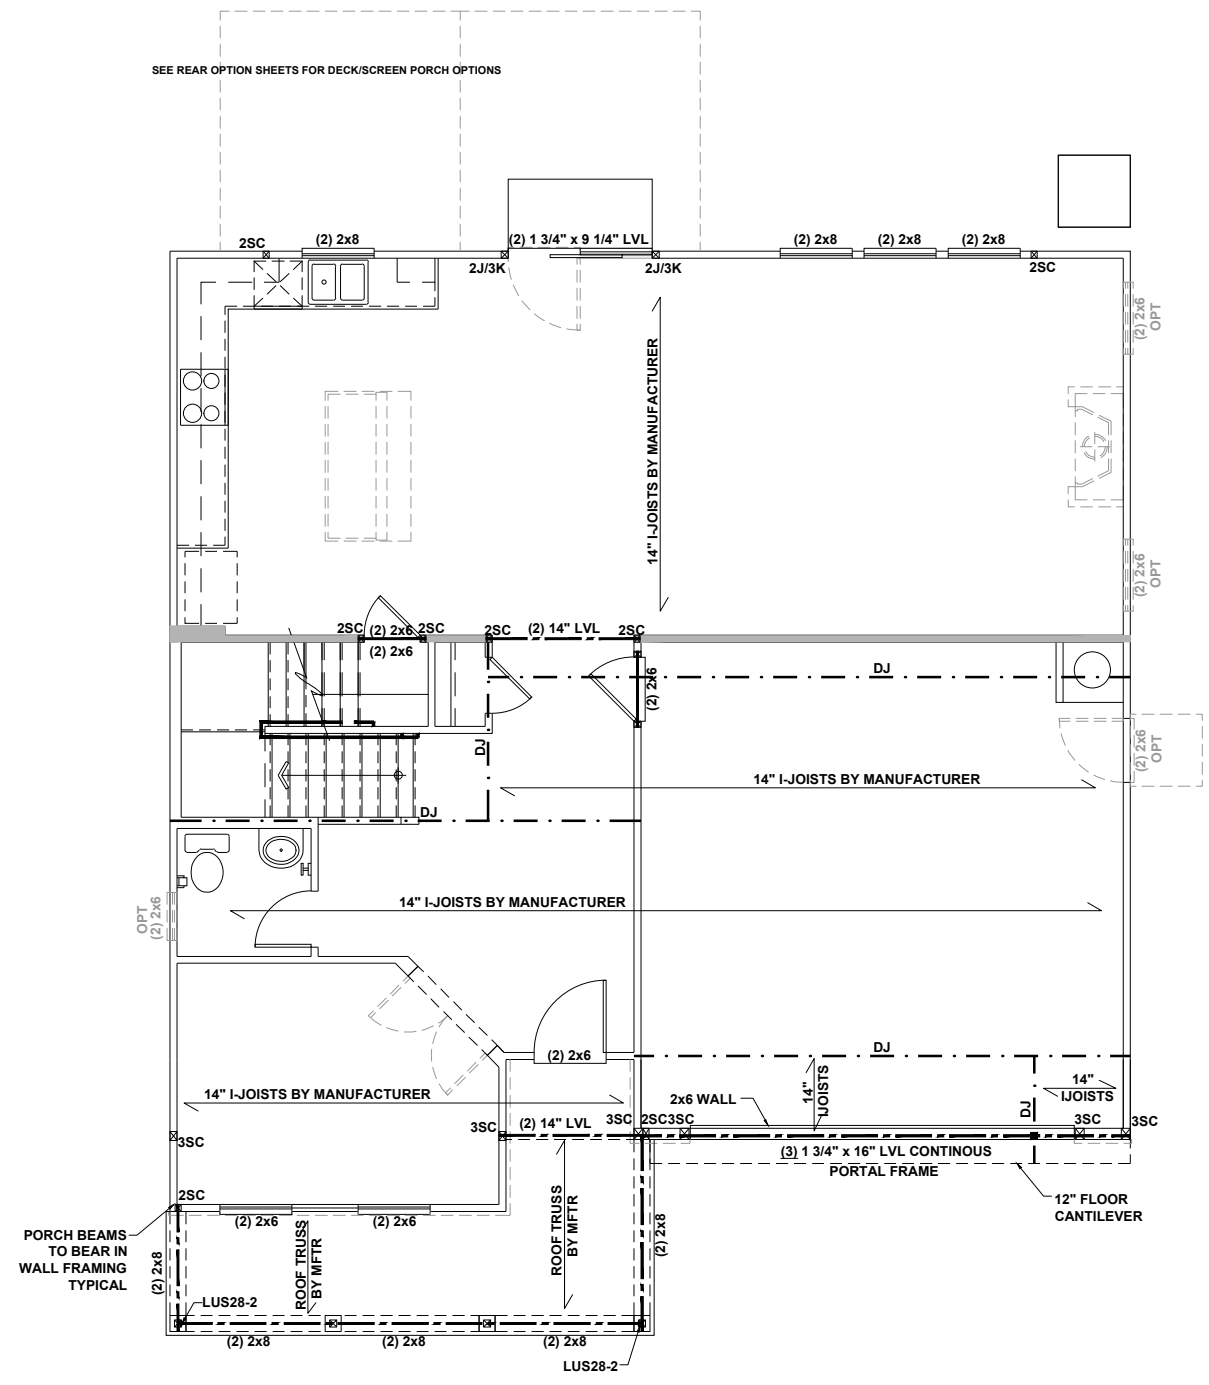 SEE REAR OPTION SHEETS FOR DECK/SCREEN PORCH OPTIONS
2SC
(2) 2x8
(2) 1 3/4" x 9 1/4" LVL
(2) 2x8
(2) 2x8
(2) 2x8
2J/3K
2J/3K
2SC
(2) 2x6
OPT
14" I-JOISTS BY MANUFACTURER
(2) 2x6
OPT
2SC
(2) 2x6
2SC
2SC
(2) 14" LVL
2SC
(2) 2x6
DJ
(2) 2x6
DJ
(2) 2x6
OPT
14" I-JOISTS BY MANUFACTURER
DJ
14" I-JOISTS BY MANUFACTURER
OPT
(2) 2x6
(2) 2x6
DJ
14" I-JOISTS BY MANUFACTURER
14"
IJOISTS
14"
IJOISTS
2x6 WALL
DJ
3SC
3SC
(2) 14" LVL
3SC
2SC
3SC
3SC
3SC
(3) 1 3/4" x 16" LVL CONTINOUS
PORTAL FRAME
2SC
12" FLOOR
CANTILEVER
(2) 2x6
(2) 2x6
PORCH BEAMS
TO BEAR IN
WALL FRAMING
TYPICAL
(2) 2x8
ROOF TRUSS
BY MFTR
ROOF TRUSS
BY MFTR
(2) 2x8
LUS28-2
(2) 2x8
(2) 2x8
(2) 2x8
LUS28-2